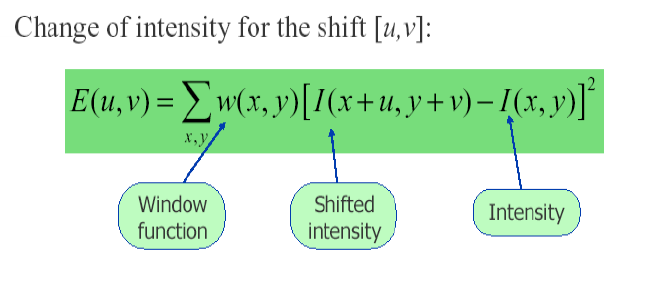 Change of intensity for the shift [u,v]:
E(u,v) = ∑ w(x,y)[I(x+u, y+v) − I(x,y)]²
x,y
Window function
Shifted intensity
Intensity